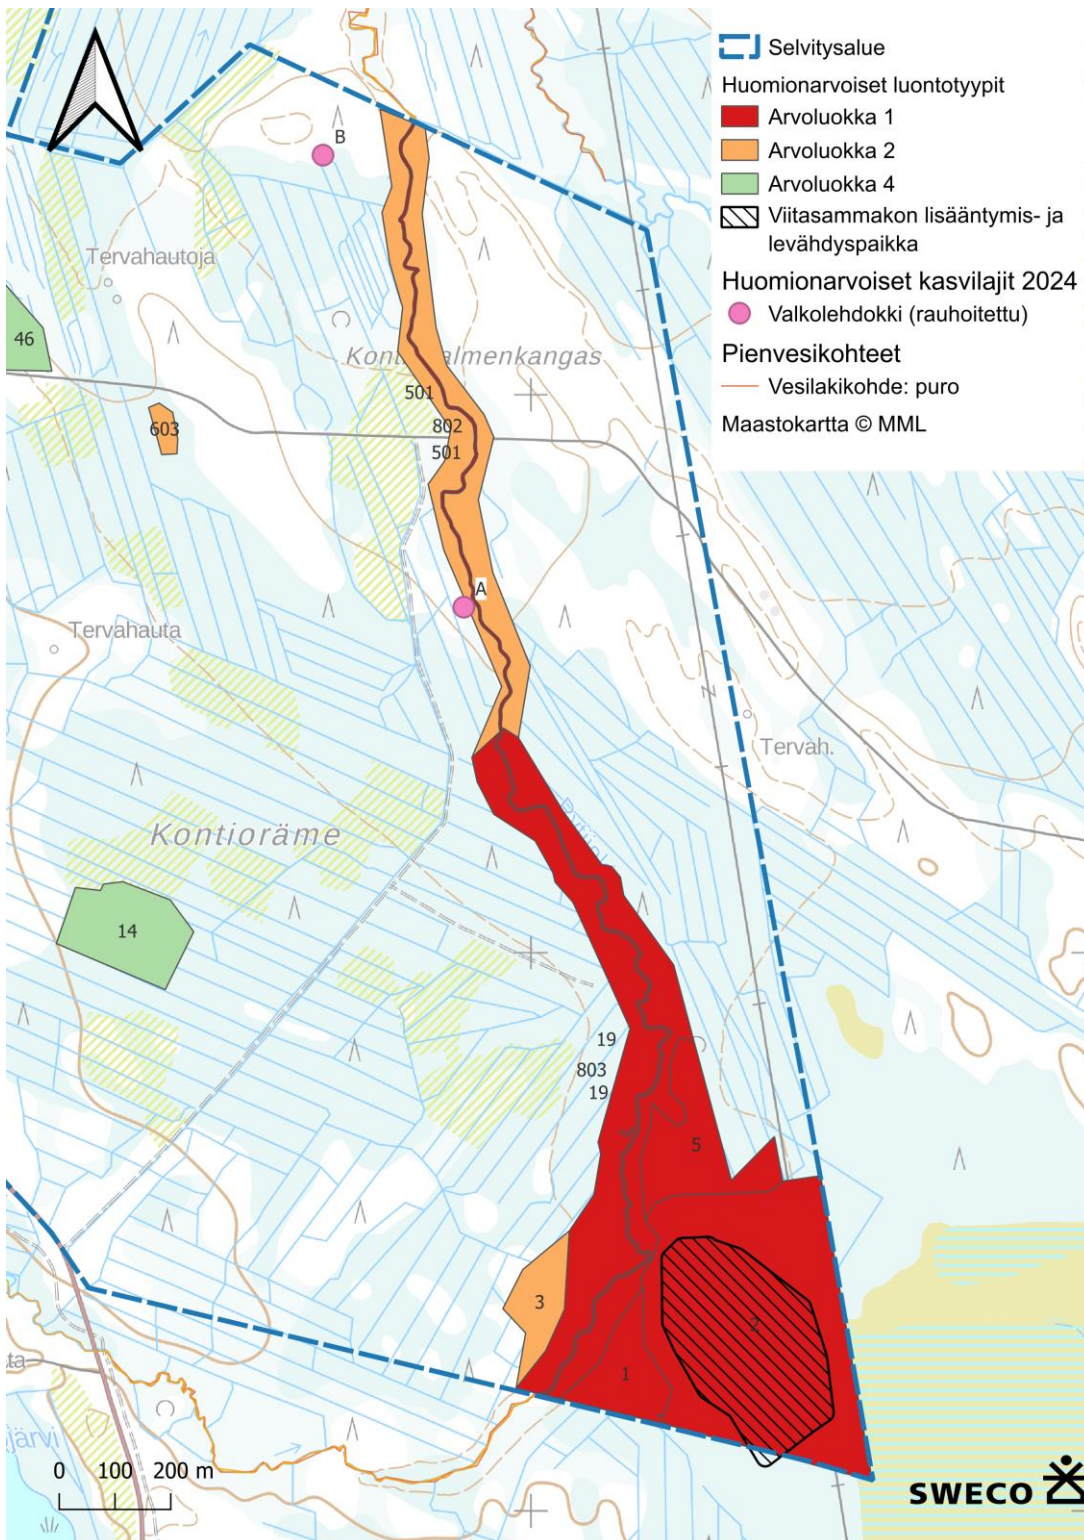 Selvitysalue
Huomionarvoiset luontotyypit
Arvoluokka 1
Arvoluokka 2
Arvoluokka 4
Viitasammakon lisääntymis- ja
levähdyspaikka
Huomionarvoiset kasvilajit 2024
Valkolehdokki (rauhoitettu)
Pienvesikohteet
Vesilakikohde: puro
Maastokartta © MML
B
Tervahautoja
46
501
603
802
501
A
Tervahauta
Tervah.
Kontioräme
14
19
803
19
5
3
2
1
järvi
0 100 200 m
SWECO